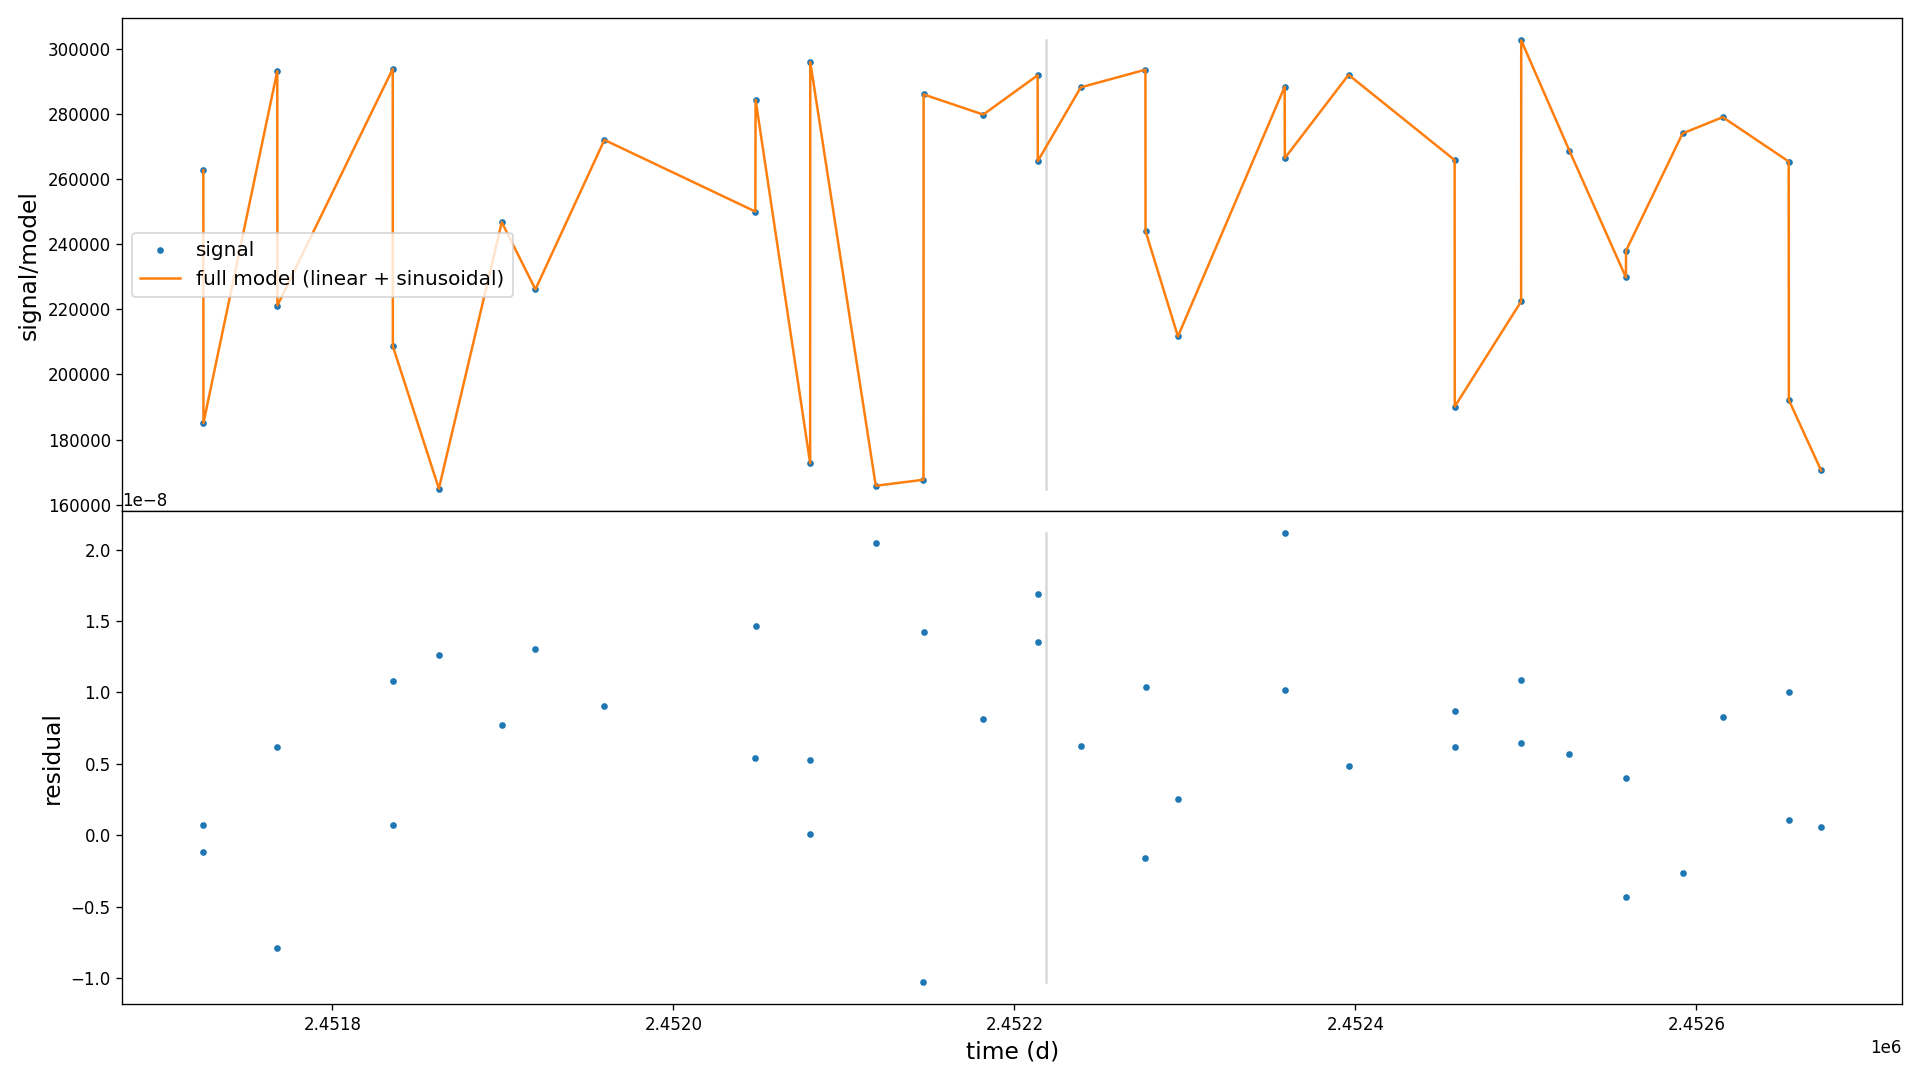 300000
280000
260000
240000
220000
200000
180000
160000
signal/model
signal
full model (linear + sinusoidal)
1e−8
2.0
1.5
1.0
0.5
0.0
−0.5
−1.0
residual
2.4518
2.4520
2.4522
2.4524
2.4526
1e6
time (d)